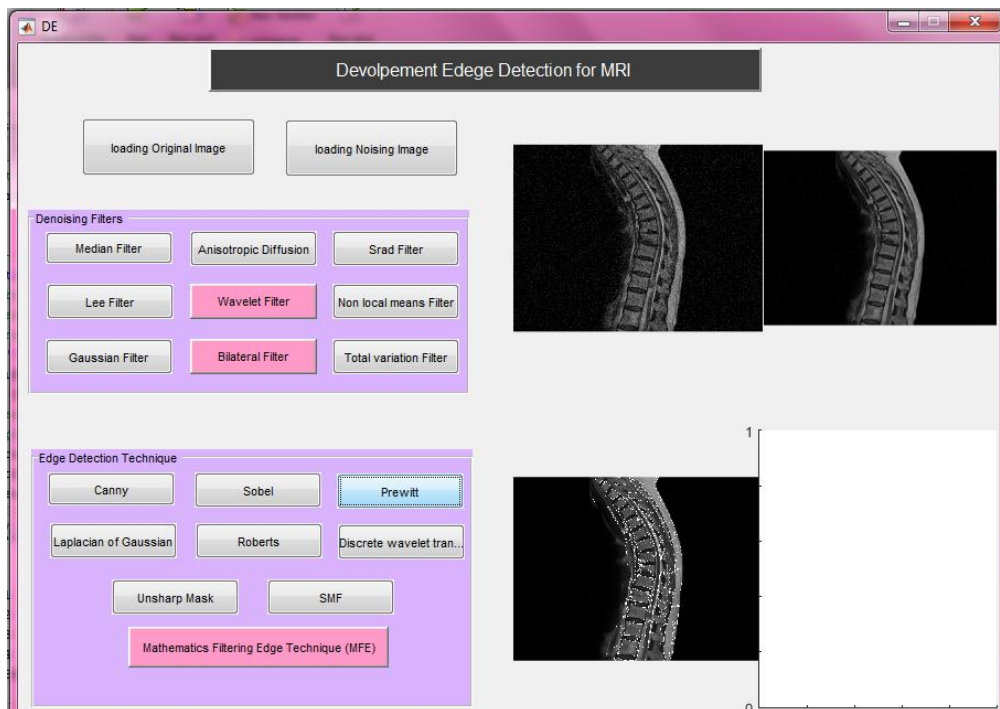 DE
Devolpement Edege Detection for MRI
loading Original Image
loading Noising Image
Denoising Filters
Median Filter
Anisotropic Diffusion
Srad Filter
Lee Filter
Wavelet Filter
Non local means Filter
Gaussian Filter
Bilateral Filter
Total variation Filter
Edge Detection Technique
Canny
Sobel
Prewitt
Laplacian of Gaussian
Roberts
Discrete wavelet tran...
Unsharp Mask
SMF
Mathematics Filtering Edge Technique (MFE)
1
0